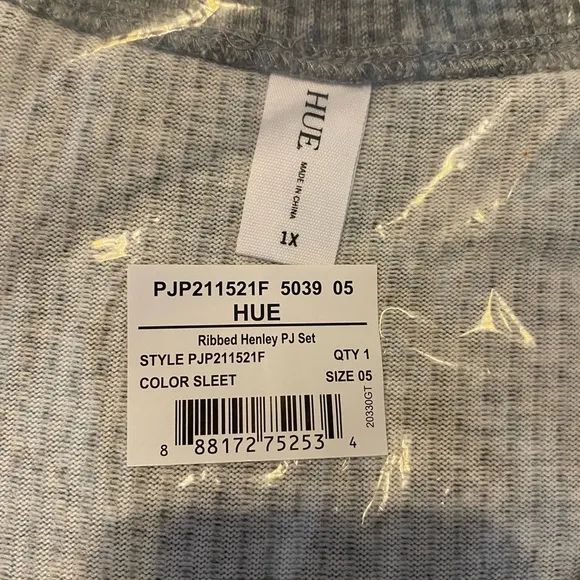 HUE
MADE IN CHINA
1X
PJP211521F 5039 05
HUE
Ribbed Henley PJ Set
STYLE PJP211521F QTY 1
COLOR SLEET SIZE 05
20330GT
8 88172 75253 4